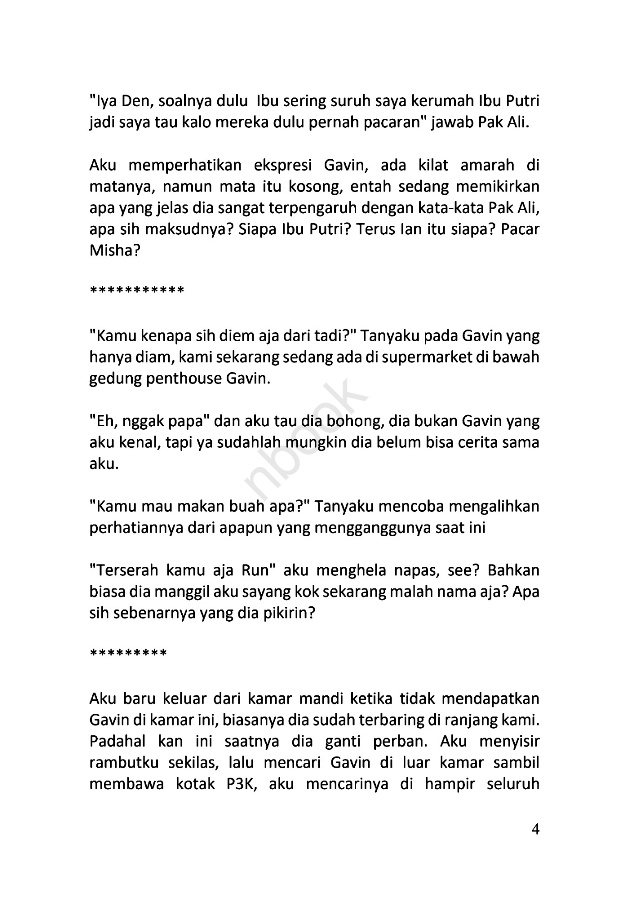 "Iya Den, soalnya dulu  Ibu sering suruh saya kerumah Ibu Putri
jadi saya tau kalo mereka dulu pernah pacaran" jawab Pak Ali.
Aku memperhatikan ekspresi Gavin, ada kilat amarah di
matanya, namun mata itu kosong, entah sedang memikirkan
apa yang jelas dia sangat terpengaruh dengan kata-kata Pak Ali,
apa sih maksudnya? Siapa Ibu Putri? Terus Ian itu siapa? Pacar
Misha?
***********
"Kamu kenapa sih diem aja dari tadi?" Tanyaku pada Gavin yang
hanya diam, kami sekarang sedang ada di supermarket di bawah
gedung penthouse Gavin.
"Eh, nggak papa" dan aku tau dia bohong, dia bukan Gavin yang
aku kenal, tapi ya sudahlah mungkin dia belum bisa cerita sama
aku.
"Kamu mau makan buah apa?" Tanyaku mencoba mengalihkan
perhatiannya dari apapun yang mengganggunya saat ini
"Terserah kamu aja Run" aku menghela napas, see? Bahkan
biasa dia manggil aku sayang kok sekarang malah nama aja? Apa
sih sebenarnya yang dia pikirin?
*********
Aku baru keluar dari kamar mandi ketika tidak mendapatkan
Gavin di kamar ini, biasanya dia sudah terbaring di ranjang kami.
Padahal kan ini saatnya dia ganti perban. Aku menyisir
rambutku sekilas, lalu mencari Gavin di luar kamar sambil
membawa kotak P3K, aku mencarinya di hampir seluruh
4
nbook